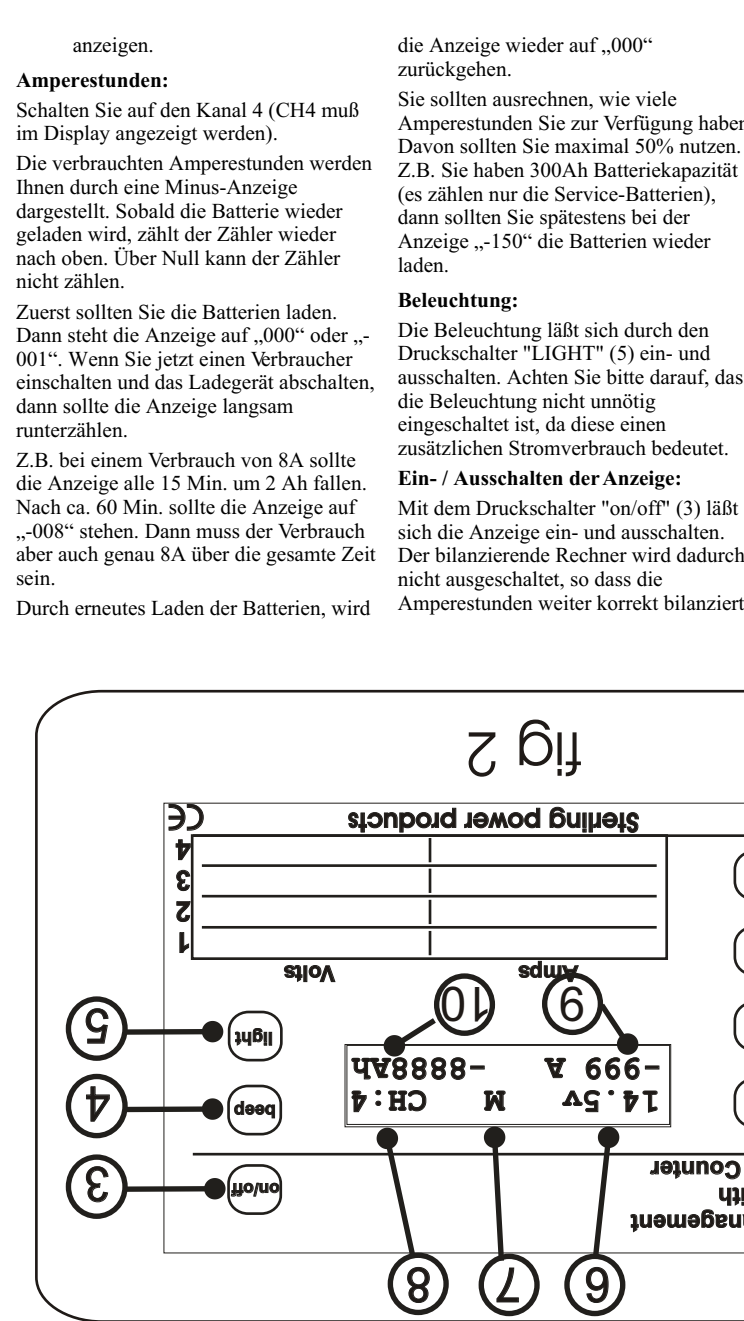 anzeigen.
Amperestunden:
Schalten Sie auf den Kanal 4 (CH4 muß
im Display angezeigt werden).
Die verbrauchten Amperestunden werden
Ihnen durch eine Minus-Anzeige
dargestellt. Sobald die Batterie wieder
geladen wird, zählt der Zähler wieder
nach oben. Über Null kann der Zähler
nicht zählen.
Zuerst sollten Sie die Batterien laden.
Dann steht die Anzeige auf „000“ oder „-
001“. Wenn Sie jetzt einen Verbraucher
einschalten und das Ladegerät abschalten,
dann sollte die Anzeige langsam
runterzählen.
Z.B. bei einem Verbrauch von 8A sollte
die Anzeige alle 15 Min. um 2 Ah fallen.
Nach ca. 60 Min. sollte die Anzeige auf
„-008“ stehen. Dann muss der Verbrauch
aber auch genau 8A über die gesamte Zeit
sein.
Durch erneutes Laden der Batterien, wird
die Anzeige wieder auf „000“
zurückgehen.
Sie sollten ausrechnen, wie viele
Amperestunden Sie zur Verfügung haben
Davon sollten Sie maximal 50% nutzen.
Z.B. Sie haben 300Ah Batteriekapazität
(es zählen nur die Service-Batterien),
dann sollten Sie spätestens bei der
Anzeige „-150“ die Batterien wieder
laden.
Beleuchtung:
Die Beleuchtung läßt sich durch den
Druckschalter "LIGHT" (5) ein- und
ausschalten. Achten Sie bitte darauf, das
die Beleuchtung nicht unnötig
eingeschaltet ist, da diese einen
zusätzlichen Stromverbrauch bedeutet.
Ein- / Ausschalten der Anzeige:
Mit dem Druckschalter "on/off" (3) läßt
sich die Anzeige ein- und ausschalten.
Der bilanzierende Rechner wird dadurch
nicht ausgeschaltet, so dass die
Amperestunden weiter korrekt bilanziert
6 7 8
Counter
on/off 3
14.5v M CH:4
-999 A -8888Ah
beep 4
light 5
9 10
Amps Volts
1
2
3
4
Sterling power products CE
fig 2